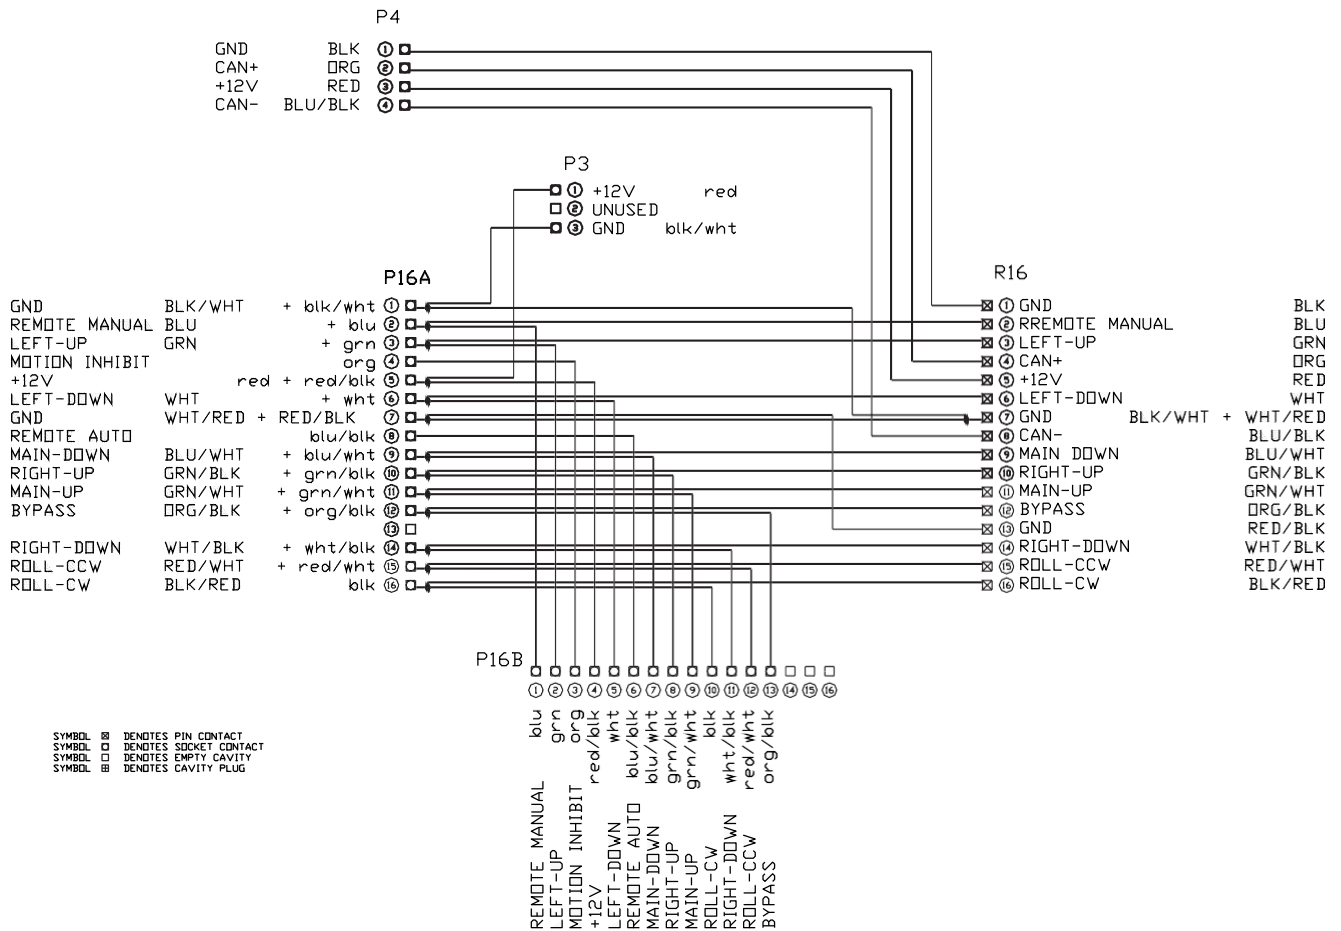 P4
GND BLK 1
CAN+ ORG 2
+12V RED 3
CAN- BLU/BLK 4
P3
1 +12V red
2 UNUSED
3 GND blk/wht
P16A
GND BLK/WHT + blk/wht 1
REMOTE MANUAL BLU + blu 2
LEFT-UP GRN + grn 3
MOTION INHIBIT org 4
+12V red + red/blk 5
LEFT-DOWN WHT + wht 6
GND WHT/RED + RED/BLK 7
REMOTE AUTO blu/blk 8
MAIN-DOWN BLU/WHT + blu/wht 9
RIGHT-UP GRN/BLK + grn/blk 10
MAIN-UP GRN/WHT + grn/wht 11
BYPASS ORG/BLK + org/blk 12
13
RIGHT-DOWN WHT/BLK + wht/blk 14
ROLL-CCW RED/WHT + red/wht 15
ROLL-CW BLK/RED blk 16
R16
1 GND BLK
2 RREMOTE MANUAL BLU
3 LEFT-UP GRN
4 CAN+ ORG
5 +12V RED
6 LEFT-DOWN WHT
7 GND BLK/WHT + WHT/RED
8 CAN- BLU/BLK
9 MAIN DOWN BLU/WHT
10 RIGHT-UP GRN/BLK
11 MAIN-UP GRN/WHT
12 BYPASS ORG/BLK
13 GND RED/BLK
14 RIGHT-DOWN WHT/BLK
15 ROLL-CCW RED/WHT
16 ROLL-CW BLK/RED
P16B
1 blu REMOTE MANUAL
2 grn LEFT-UP
3 org MOTION INHIBIT
4 red/blk +12V
5 wht LEFT-DOWN
6 blu/blk REMOTE AUTO
7 blu/wht MAIN-DOWN
8 grn/blk RIGHT-UP
9 grn/wht MAIN-UP
10 blk ROLL-CW
11 wht/blk RIGHT-DOWN
12 red/wht ROLL-CCW
13 org/blk BYPASS
14
15
16
SYMBOL DENOTES PIN CONTACT
SYMBOL DENOTES SOCKET CONTACT
SYMBOL DENOTES EMPTY CAVITY
SYMBOL DENOTES CAVITY PLUG